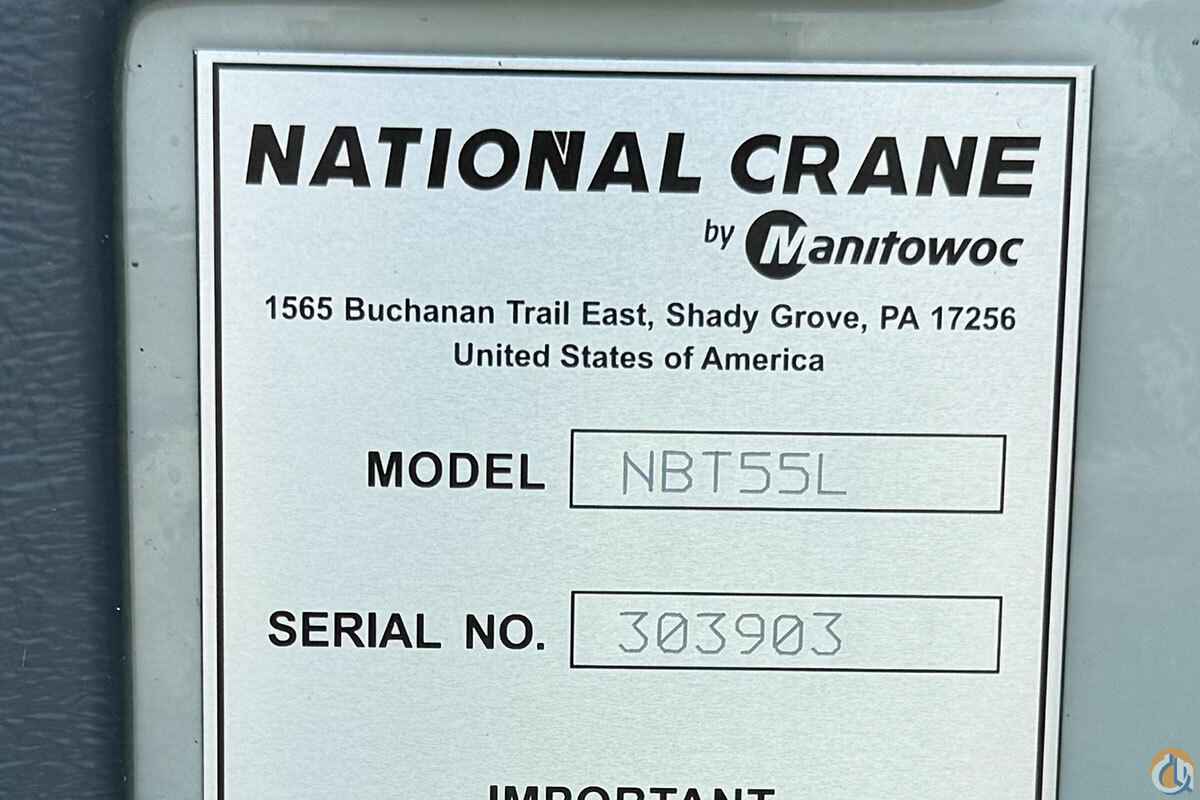 NATIONAL CRANE
by Manitowoc
1565 Buchanan Trail East, Shady Grove, PA 17256
United States of America
MODEL NBT55L
SERIAL NO. 303903
IMPORTANT